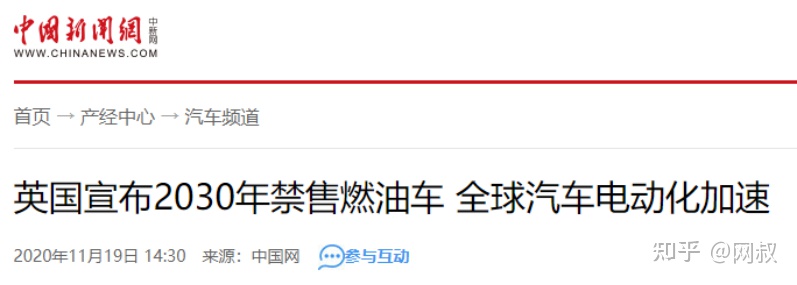 中国新闻网 中新网
WWW.CHINANEWS.COM
首页 → 产经中心 → 汽车频道
英国宣布2030年禁售燃油车 全球汽车电动化加速
2020年11月19日 14:30 来源：中国网 参与互动
知乎 @网叔